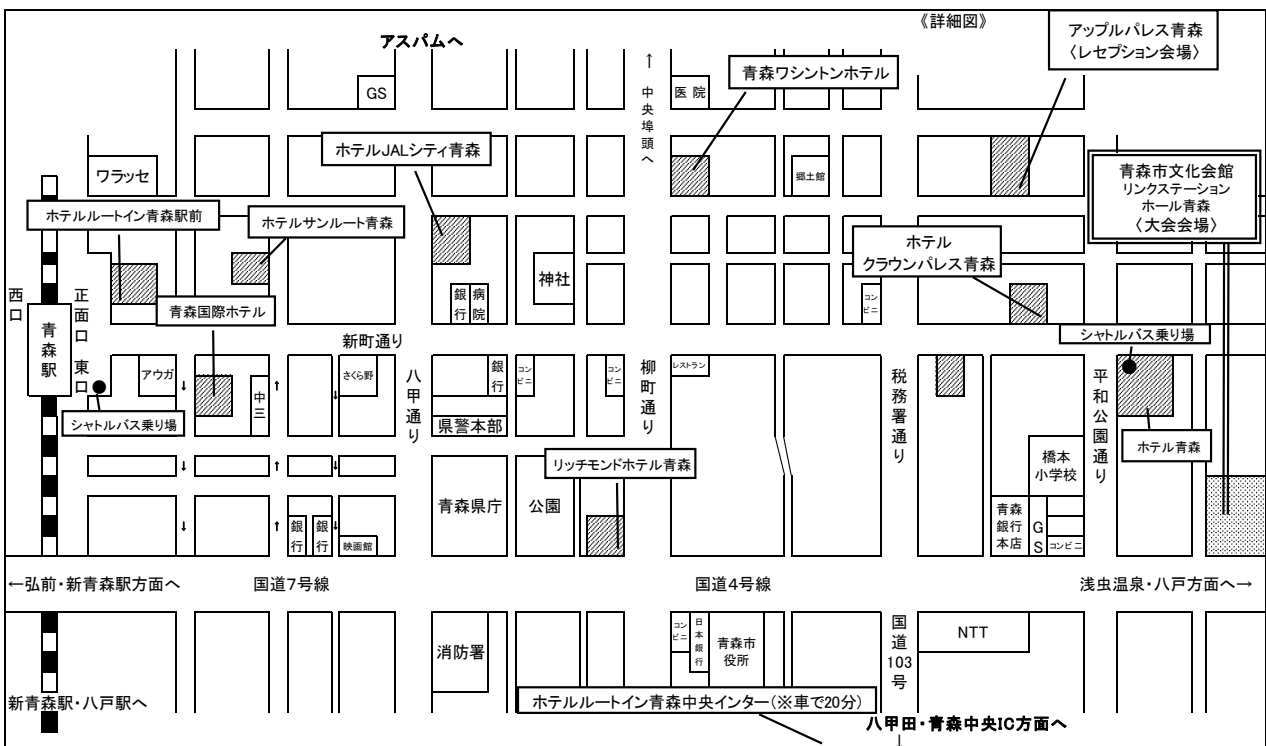 《詳細図》
アップルパレス青森
〈レセプション会場〉
アスパムへ
↑
中央埠頭へ
青森ワシントンホテル
GS
医院
ホテルJALシティ青森
ワラッセ
郷土館
青森市文化会館
リンクステーション
ホール青森
〈大会会場〉
ホテルルートイン青森駅前
ホテルサンルート青森
ホテル
クラウンパレス青森
神社
西口
正面口
東口
青森駅
銀行
病院
コンビニ
青森国際ホテル
新町通り
シャトルバス乗り場
アウガ
↓
中三
↑
↓
さくら野
八甲通り
銀行
コンビニ
コンビニ
柳町通り
レストラン
税務署通り
平和公園通り
シャトルバス乗り場
県警本部
ホテル青森
リッチモンドホテル青森
橋本
小学校
↓
↑
↓
青森県庁
公園
青森
銀行
本店
GS
コンビニ
↓
↑
銀行
銀行
↓
映画館
←弘前・新青森駅方面へ
国道7号線
国道4号線
浅虫温泉・八戸方面へ→
消防署
コンビニ
日本銀行
青森市
役所
国道
103
号
NTT
新青森駅・八戸駅へ
ホテルルートイン青森中央インター(※車で20分)
八甲田・青森中央IC方面へ
↓